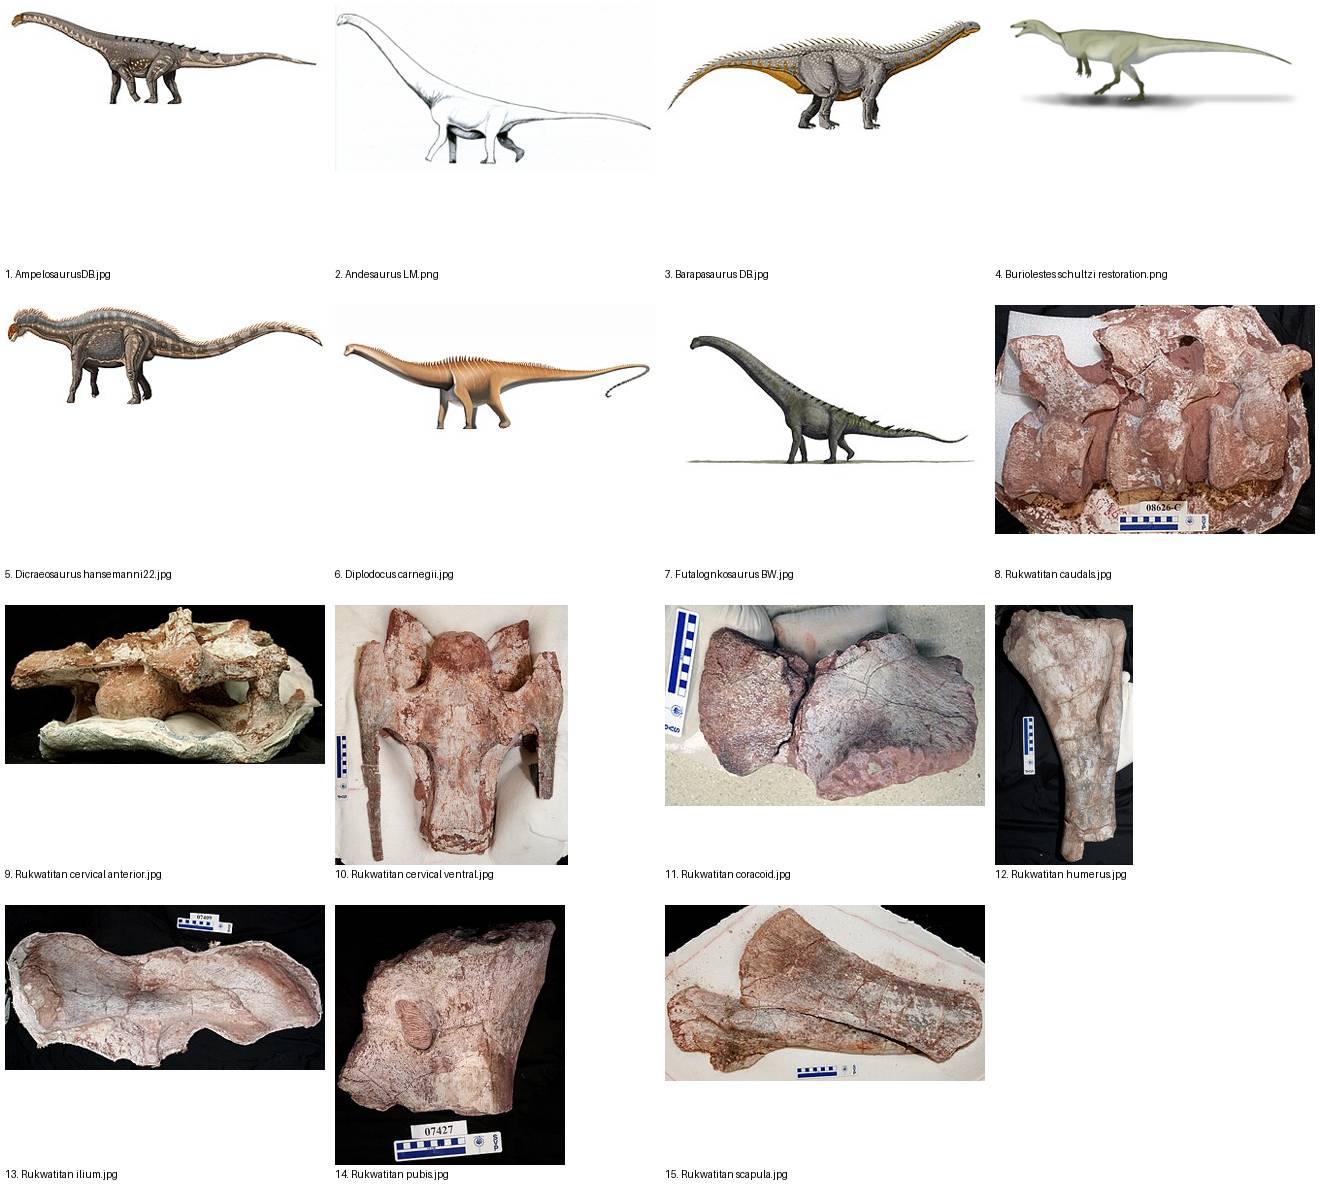 1. AmpelosaurusDB.jpg
2. Andesaurus LM.png
3. Barapasaurus DB.jpg
4. Buriolestes schultzi restoration.png
5. Dicraeosaurus hansemanni22.jpg
6. Diplodocus carnegii.jpg
7. Futalognkosaurus BW.jpg
08626-C
8. Rukwatitan caudals.jpg
9. Rukwatitan cervical anterior.jpg
10. Rukwatitan cervical ventral.jpg
11. Rukwatitan coracoid.jpg
12. Rukwatitan humerus.jpg
07409
07427
SVP
13. Rukwatitan ilium.jpg
14. Rukwatitan pubis.jpg
15. Rukwatitan scapula.jpg